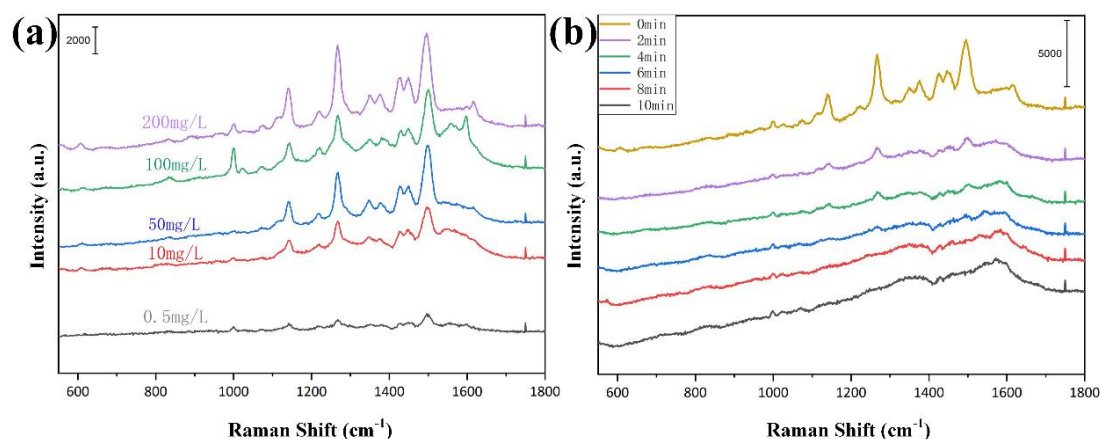 (a)
2000
200mg/L
100mg/L
50mg/L
10mg/L
0.5mg/L
Intensity (a.u.)
600 800 1000 1200 1400 1600 1800
Raman Shift (cm⁻¹)
(b)
0min
2min
4min
6min
8min
10min
5000
Intensity (a.u.)
600 800 1000 1200 1400 1600 1800
Raman Shift (cm⁻¹)